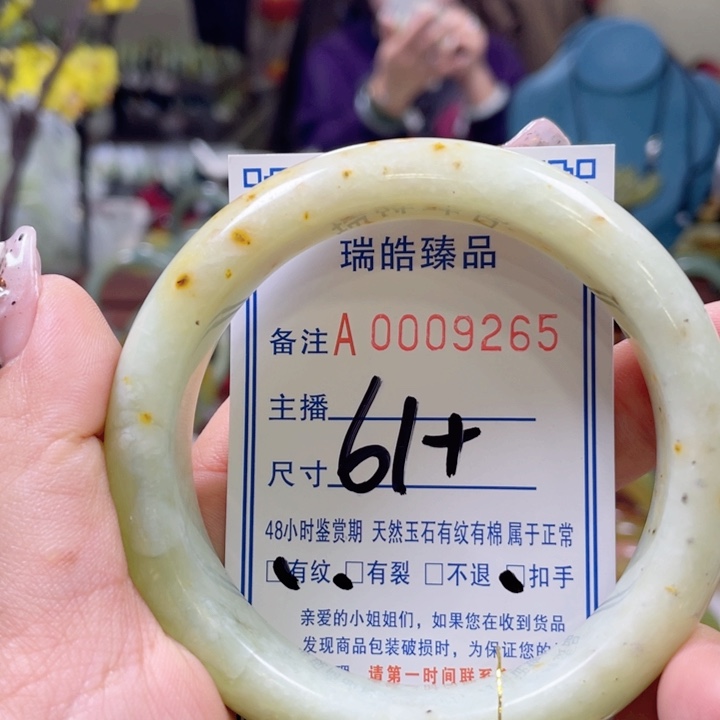 瑞皓臻品
备注A 0009265
主播
尺寸 61+
48小时鉴赏期 天然玉石有纹有棉 属于正常
□有纹 □有裂 □不退 □扣手
亲爱的小姐姐们，如果您在收到货品
发现商品包装破损时，为保证您的
理 请第一时间联系